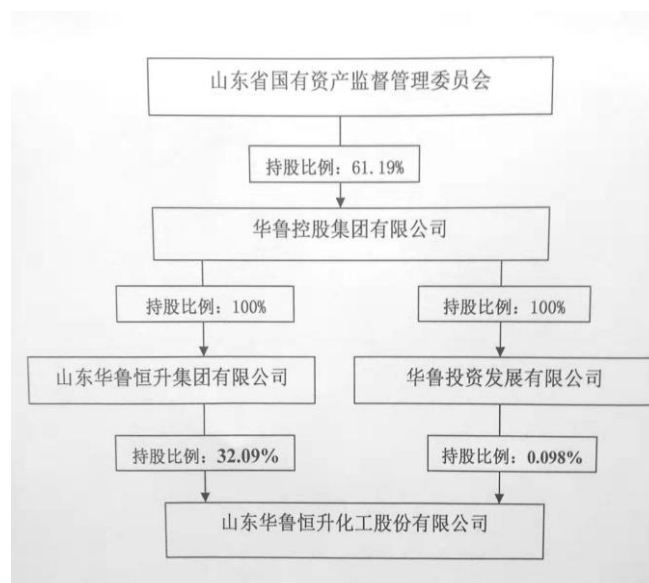 山东省国有资产监督管理委员会
持股比例：61.19%
华鲁控股集团有限公司
持股比例：100%
持股比例：100%
山东华鲁恒升集团有限公司
华鲁投资发展有限公司
持股比例：32.09%
持股比例：0.098%
山东华鲁恒升化工股份有限公司